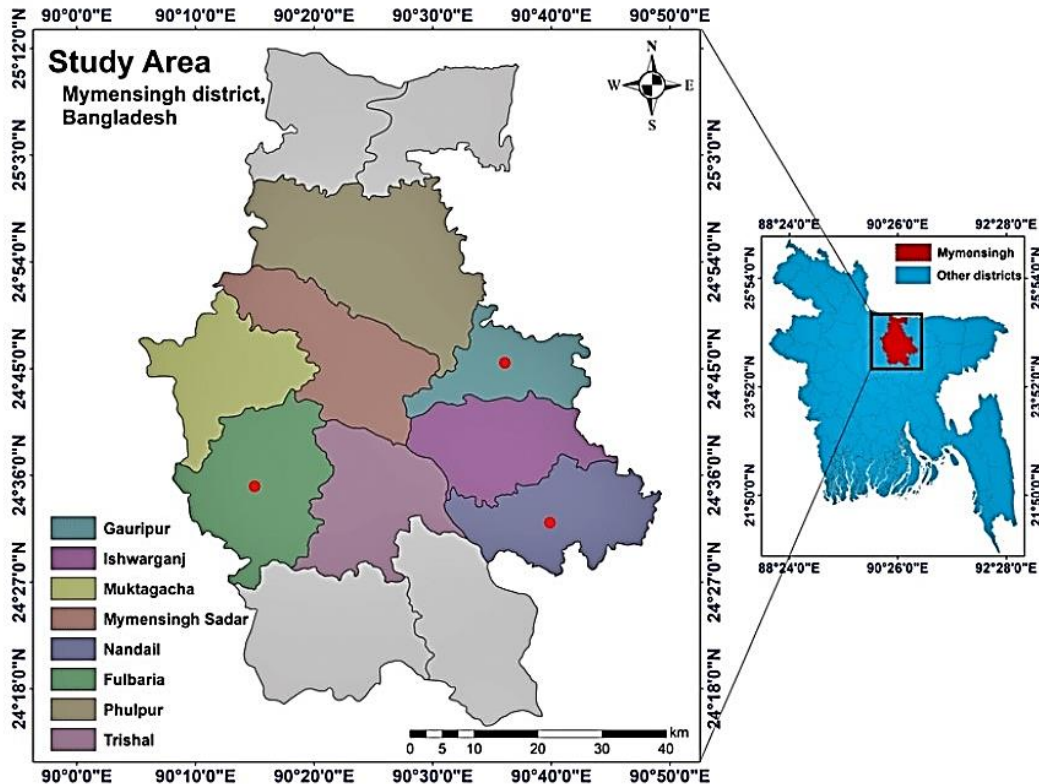 90°0'0"E 90°10'0"E 90°20'0"E 90°30'0"E 90°40'0"E 90°50'0"E
Study Area
Mymensingh district,
Bangladesh
N
W E
S
25°12'0"N
25°3'0"N
24°54'0"N
24°45'0"N
24°36'0"N
24°27'0"N
24°18'0"N
25°12'0"N
25°3'0"N
24°54'0"N
24°45'0"N
24°36'0"N
24°27'0"N
24°18'0"N
Gauripur
Ishwarganj
Muktagacha
Mymensingh Sadar
Nandail
Fulbaria
Phulpur
Trishal
km
0 5 10 20 30 40
90°0'0"E 90°10'0"E 90°20'0"E 90°30'0"E 90°40'0"E 90°50'0"E
88°24'0"E 90°26'0"E 92°28'0"E
Mymensingh
Other districts
25°54'0"N
23°52'0"N
21°50'0"N
25°54'0"N
23°52'0"N
21°50'0"N
88°24'0"E 90°26'0"E 92°28'0"E